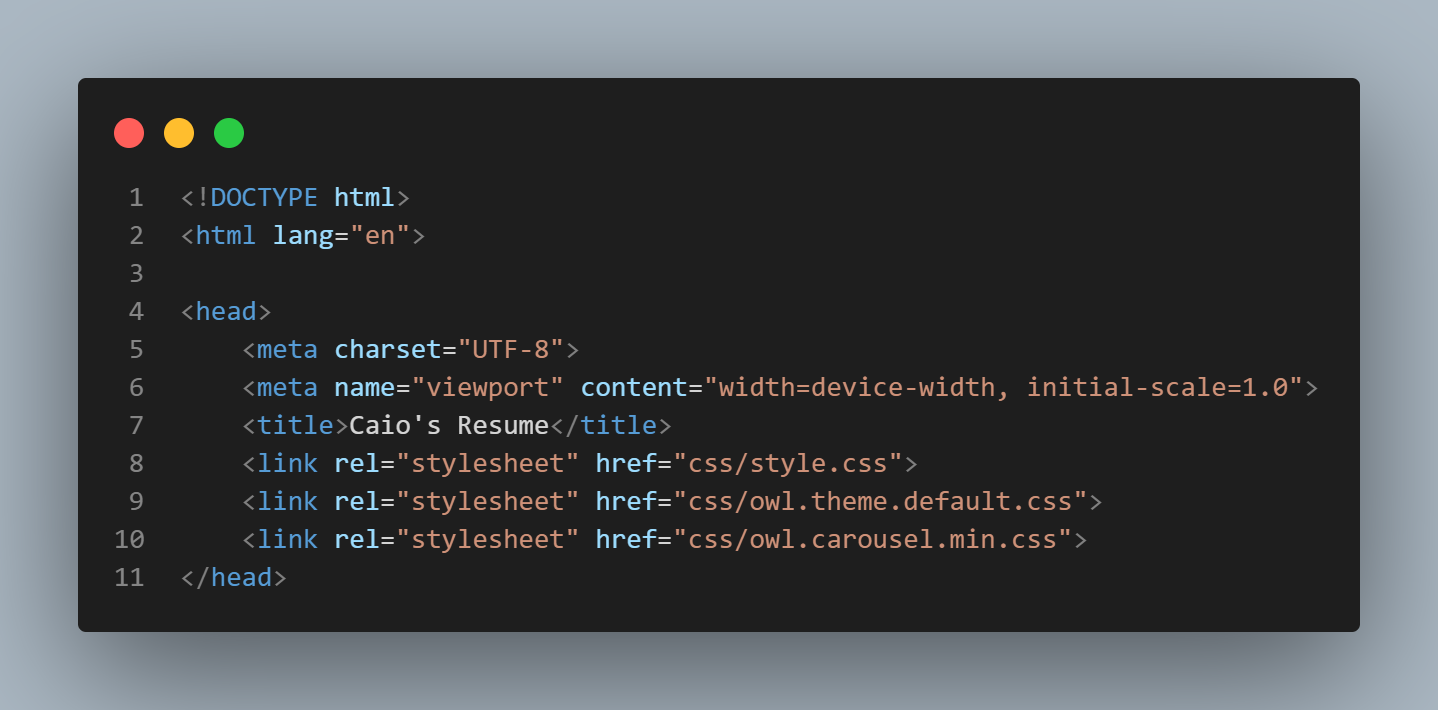 1 <!DOCTYPE html>
2 <html lang="en">
3
4 <head>
5     <meta charset="UTF-8">
6     <meta name="viewport" content="width=device-width, initial-scale=1.0">
7     <title>Caio's Resume</title>
8     <link rel="stylesheet" href="css/style.css">
9     <link rel="stylesheet" href="css/owl.theme.default.css">
10     <link rel="stylesheet" href="css/owl.carousel.min.css">
11 </head>